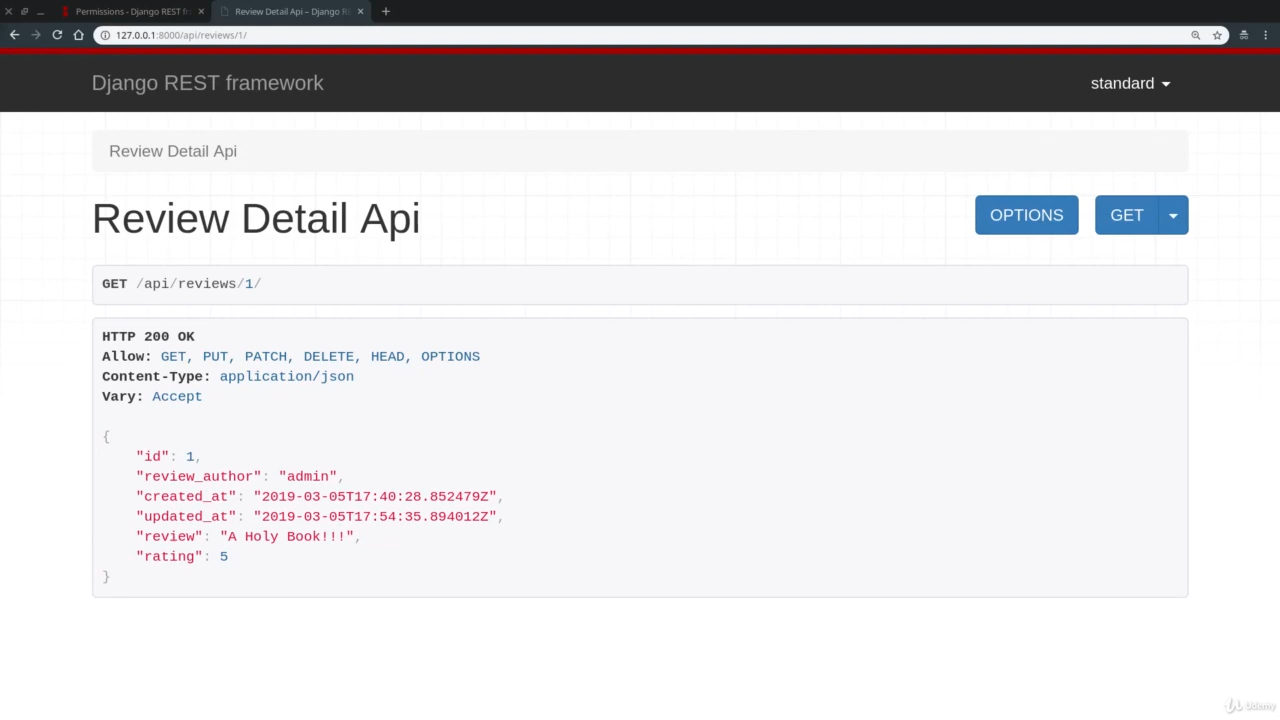 Permissions - Django REST fr
Review Detail Api – Django R
127.0.0.1:8000/api/reviews/1/
Django REST framework
standard
Review Detail Api
Review Detail Api
OPTIONS
GET
GET /api/reviews/1/
HTTP 200 OK
Allow: GET, PUT, PATCH, DELETE, HEAD, OPTIONS
Content-Type: application/json
Vary: Accept
{
"id": 1,
"review_author": "admin",
"created_at": "2019-03-05T17:40:28.852479Z",
"updated_at": "2019-03-05T17:54:35.894012Z",
"review": "A Holy Book!!!",
"rating": 5
}
Udemy